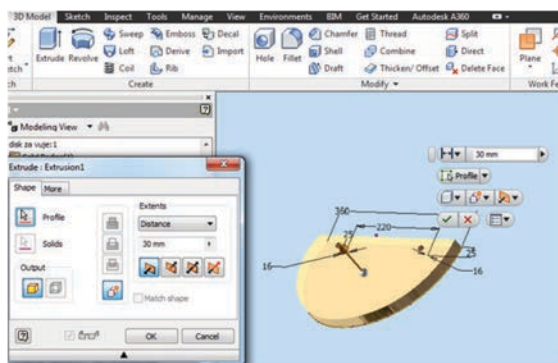 3D Model Sketch Inspect Tools Manage View Environments BIM Get Started Autodesk A360
Sweep Emboss Decal Chamfer Thread Split
Extrude Revolve Loft Derive Import Hole Fillet Shell Combine Direct Plane
Coil Rib Draft Thicken/ Offset Delete Face
Create Modify Work Fe
Modeling View
disk za vuje:1
Extrude : Extrusion1
Shape More
Extents
Profile Distance
Solids 30 mm
Output
Match shape
OK Cancel
30 mm
Profile
360
220
25
25
16
16